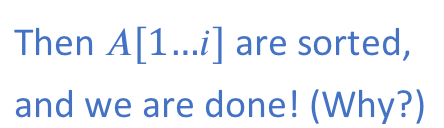 Then A[1...i] are sorted,
and we are done! (Why?)